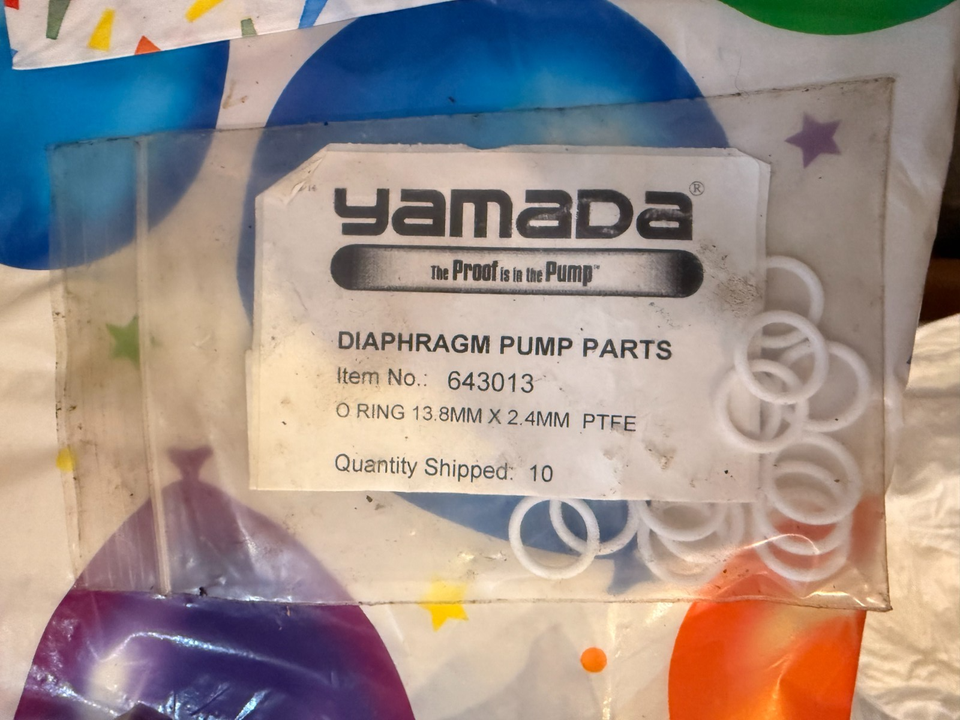 yamada®
The Proof is in the Pump™
DIAPHRAGM PUMP PARTS
Item No.: 643013
O RING 13.8MM X 2.4MM PTFE
Quantity Shipped: 10